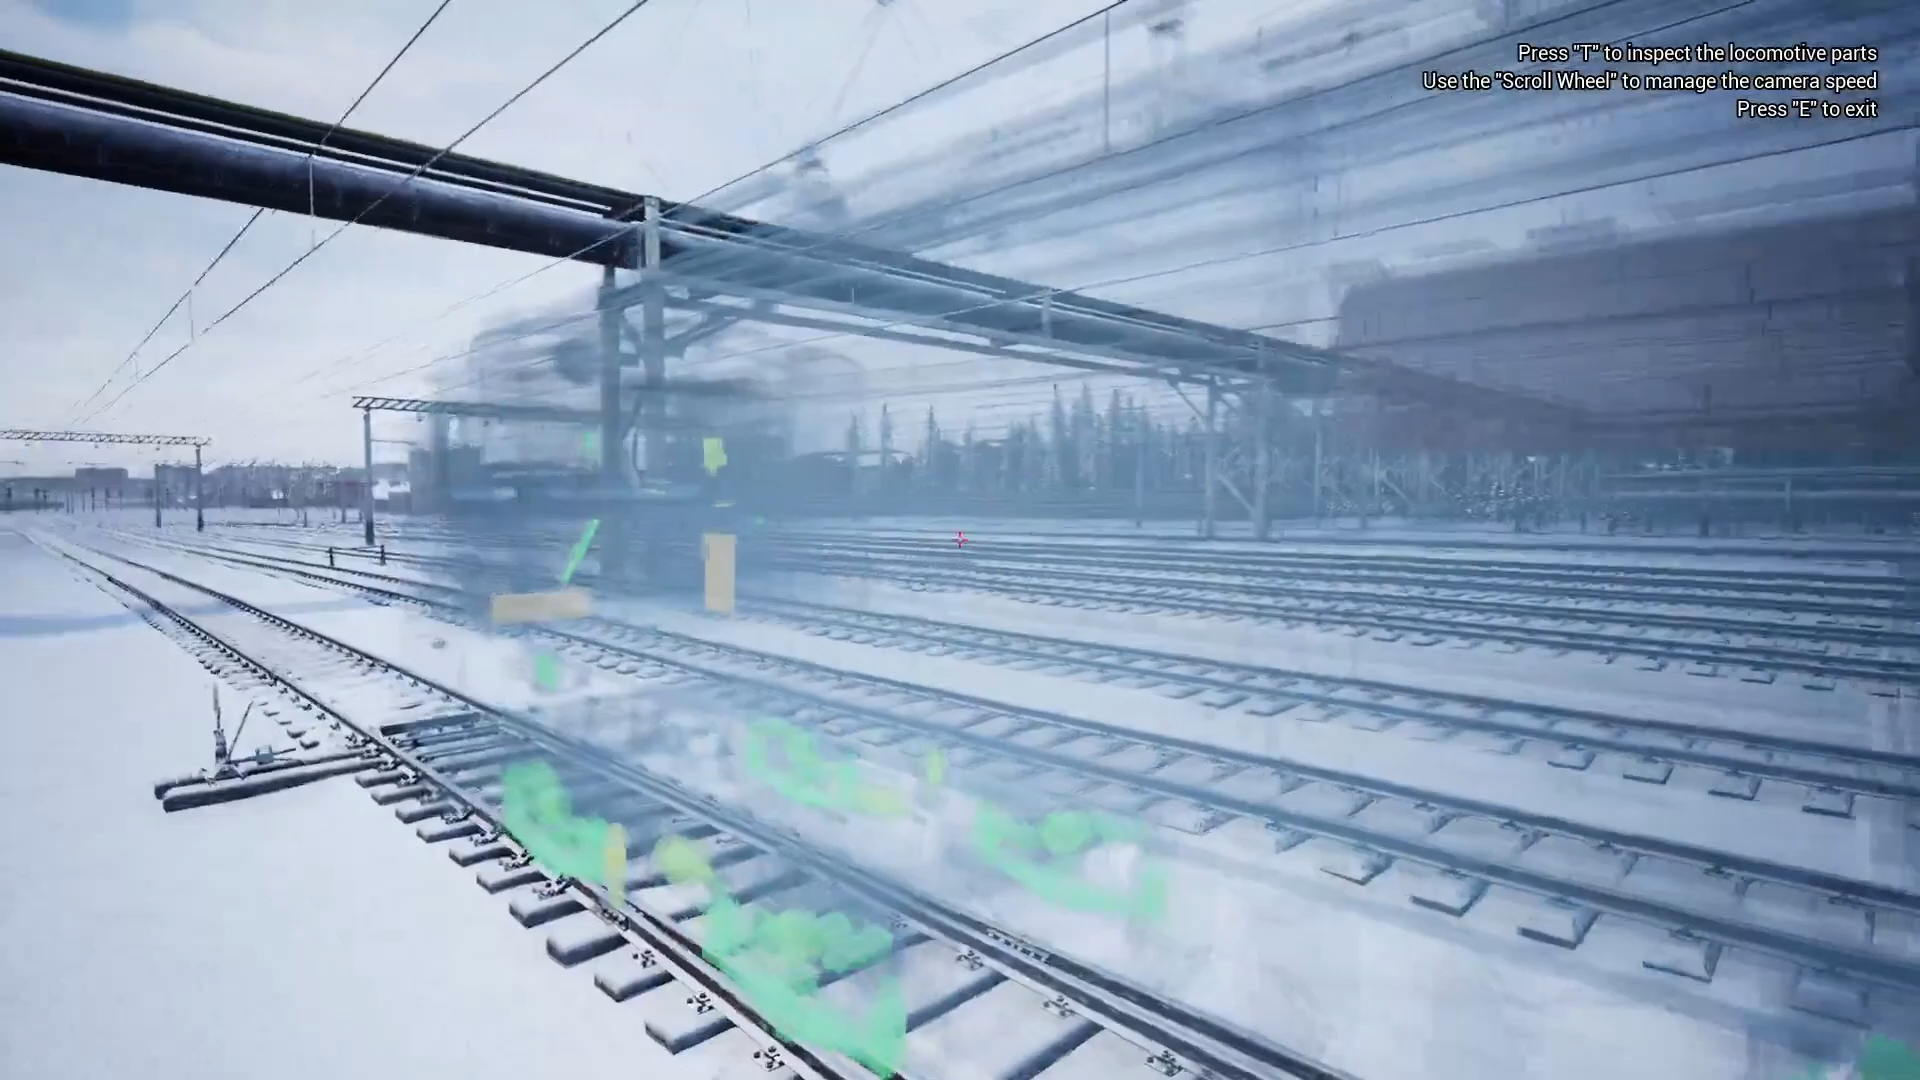 Press "T" to inspect the locomotive parts
Use the "Scroll Wheel" to manage the camera speed
Press "E" to exit